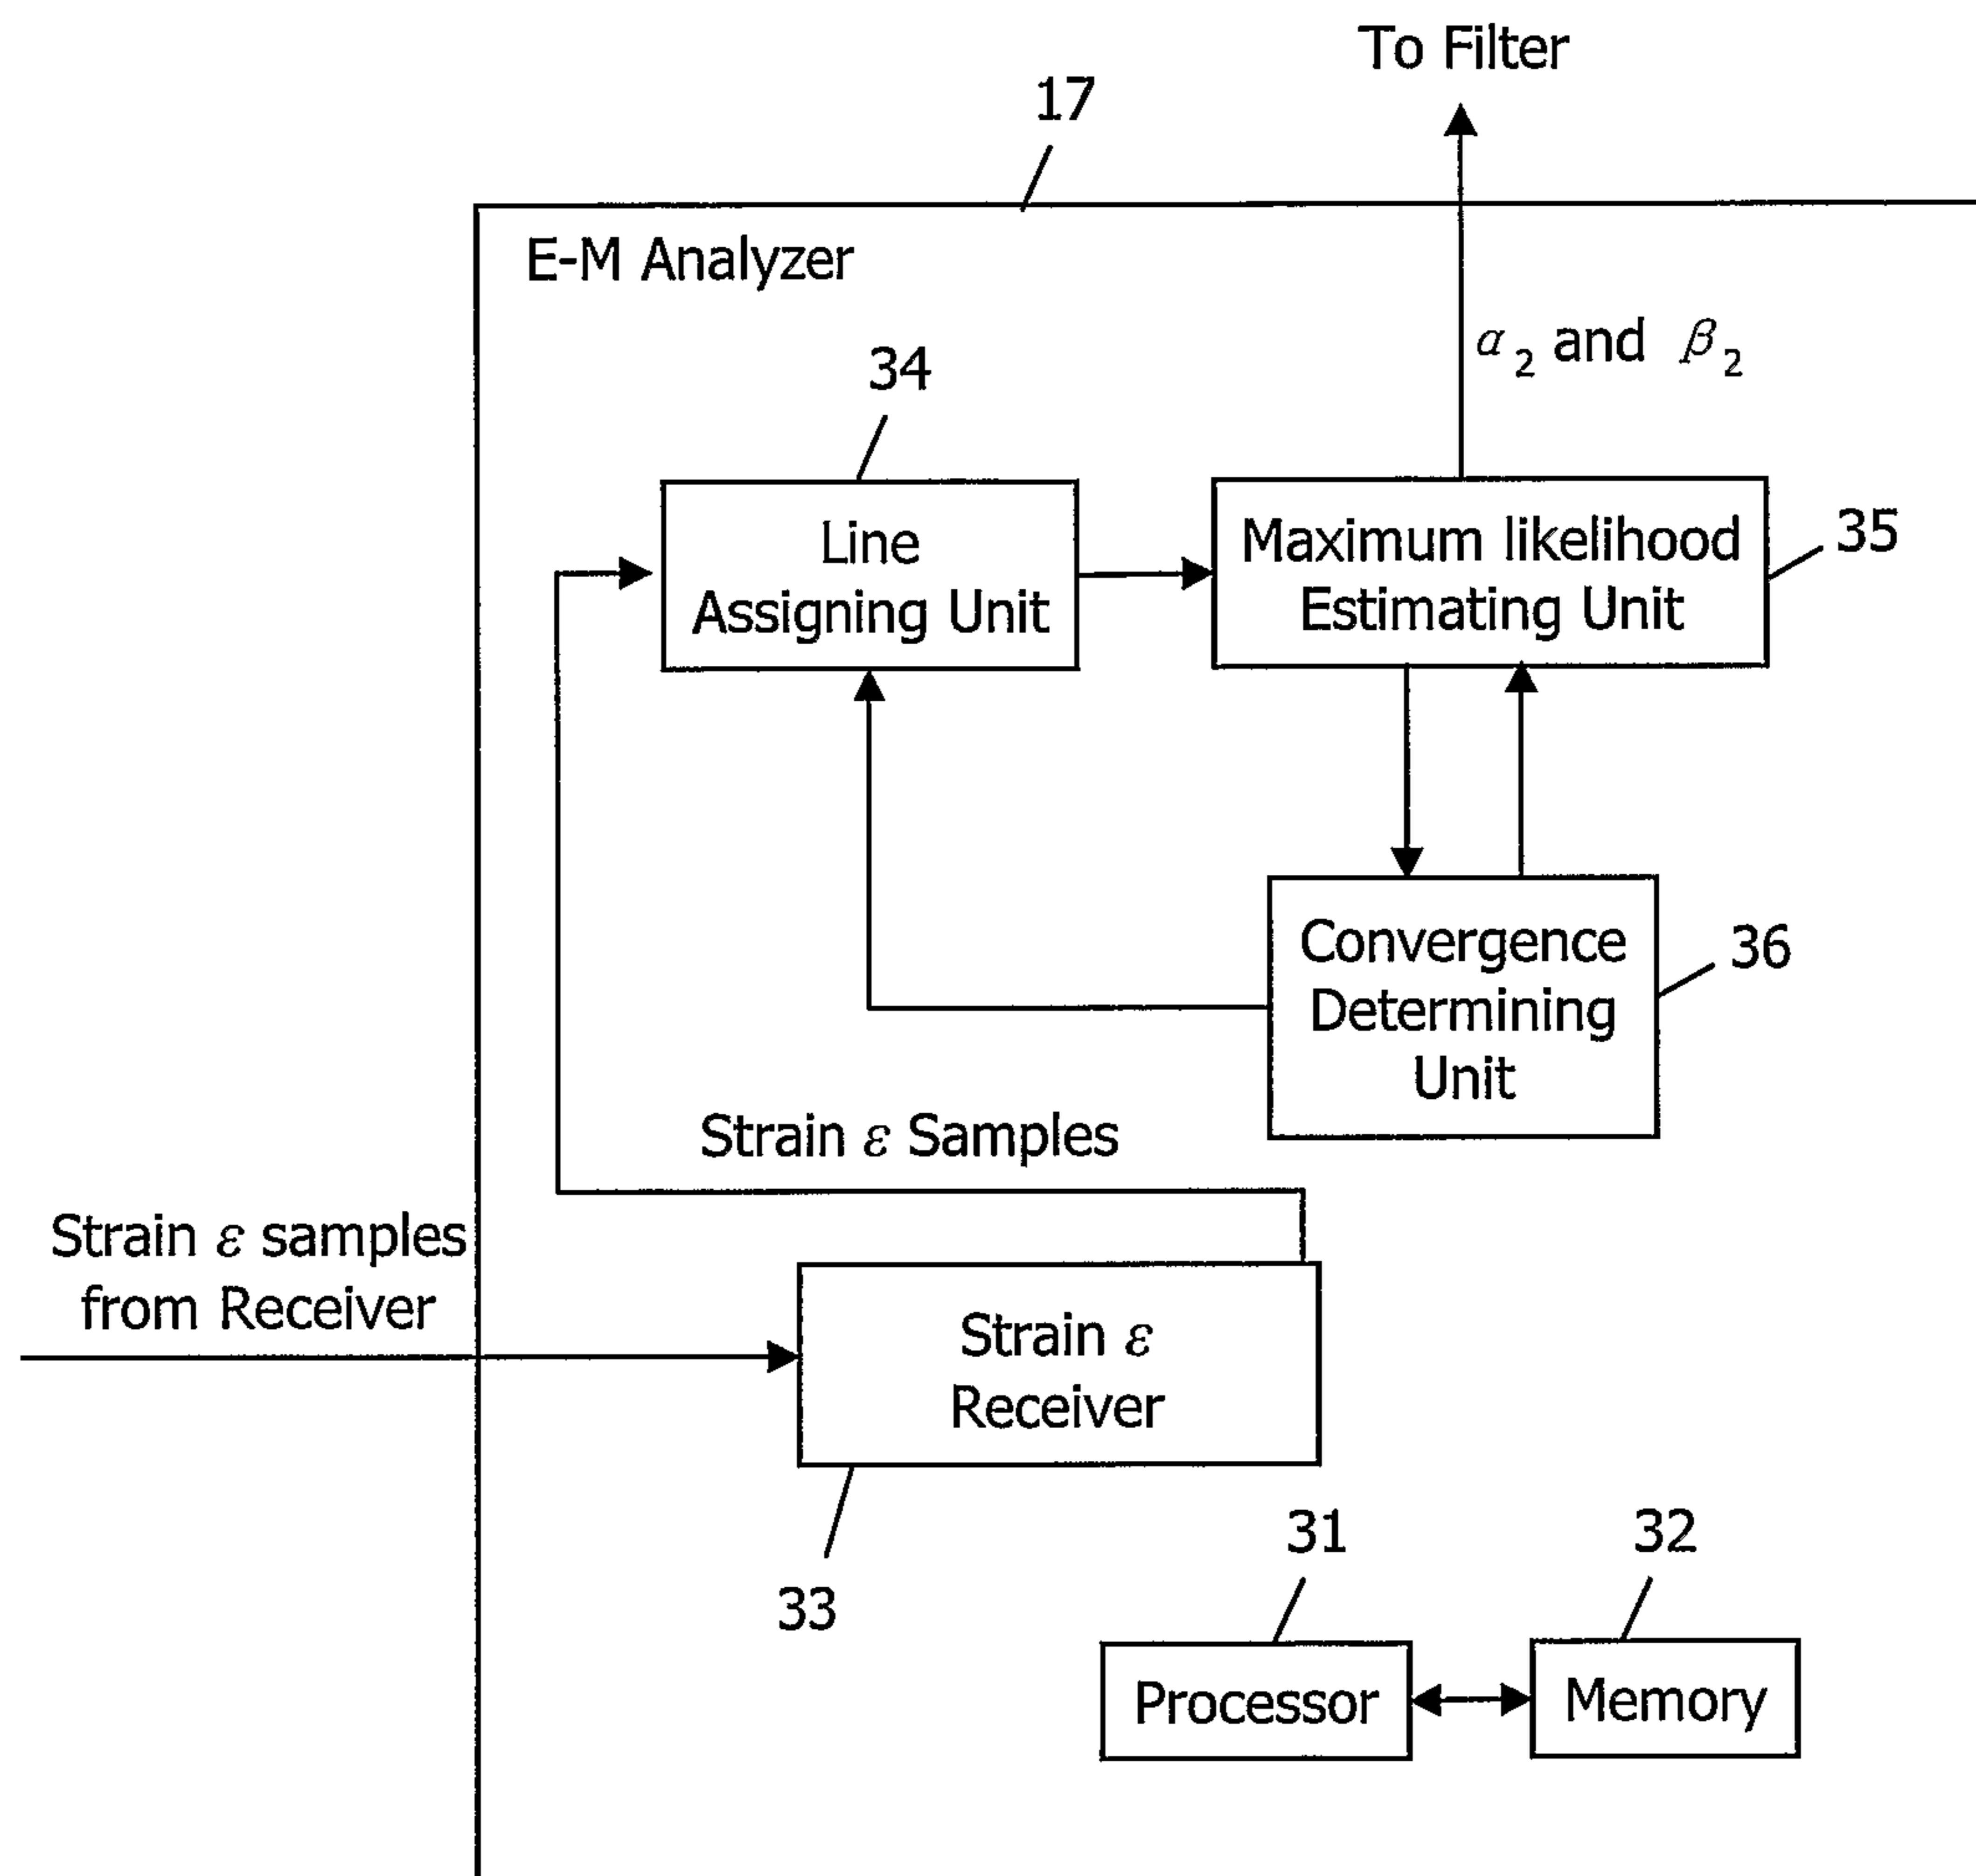 To Filter
17
E-M Analyzer
α2 and β2
34
Line
Assigning Unit
Maximum likelihood
Estimating Unit
35
Convergence
Determining
Unit
36
Strain ε Samples
Strain ε samples
from Receiver
Strain ε
Receiver
33
31
32
Processor
Memory